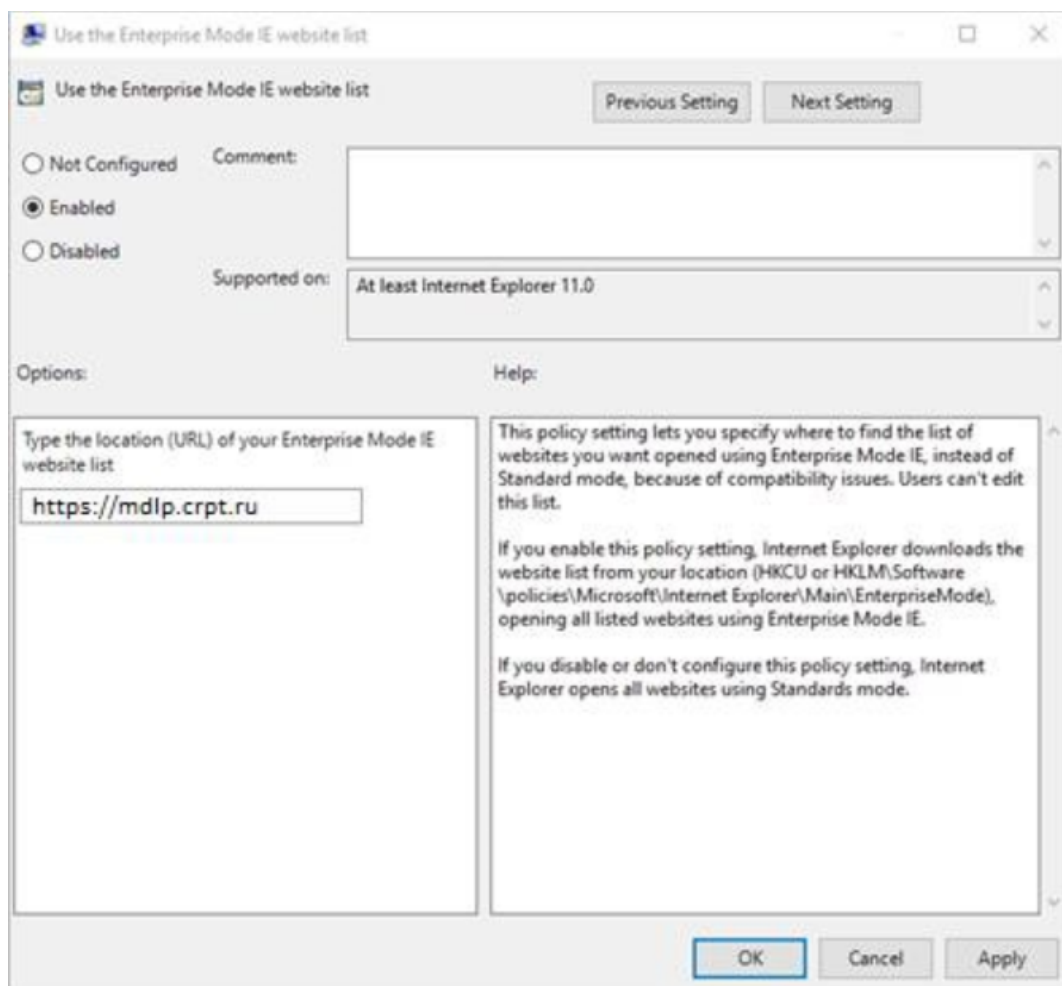 Use the Enterprise Mode IE website list
Use the Enterprise Mode IE website list
Previous Setting
Next Setting
Not Configured
Comment:
Enabled
Disabled
Supported on:
At least Internet Explorer 11.0
Options:
Help:
Type the location (URL) of your Enterprise Mode IE
website list
https://mdlp.crpt.ru
This policy setting lets you specify where to find the list of
websites you want opened using Enterprise Mode IE, instead of
Standard mode, because of compatibility issues. Users can't edit
this list.
If you enable this policy setting, Internet Explorer downloads the
website list from your location (HKCU or HKLM\Software
\policies\Microsoft\Internet Explorer\Main\EnterpriseMode),
opening all listed websites using Enterprise Mode IE.
If you disable or don't configure this policy setting, Internet
Explorer opens all websites using Standards mode.
OK
Cancel
Apply